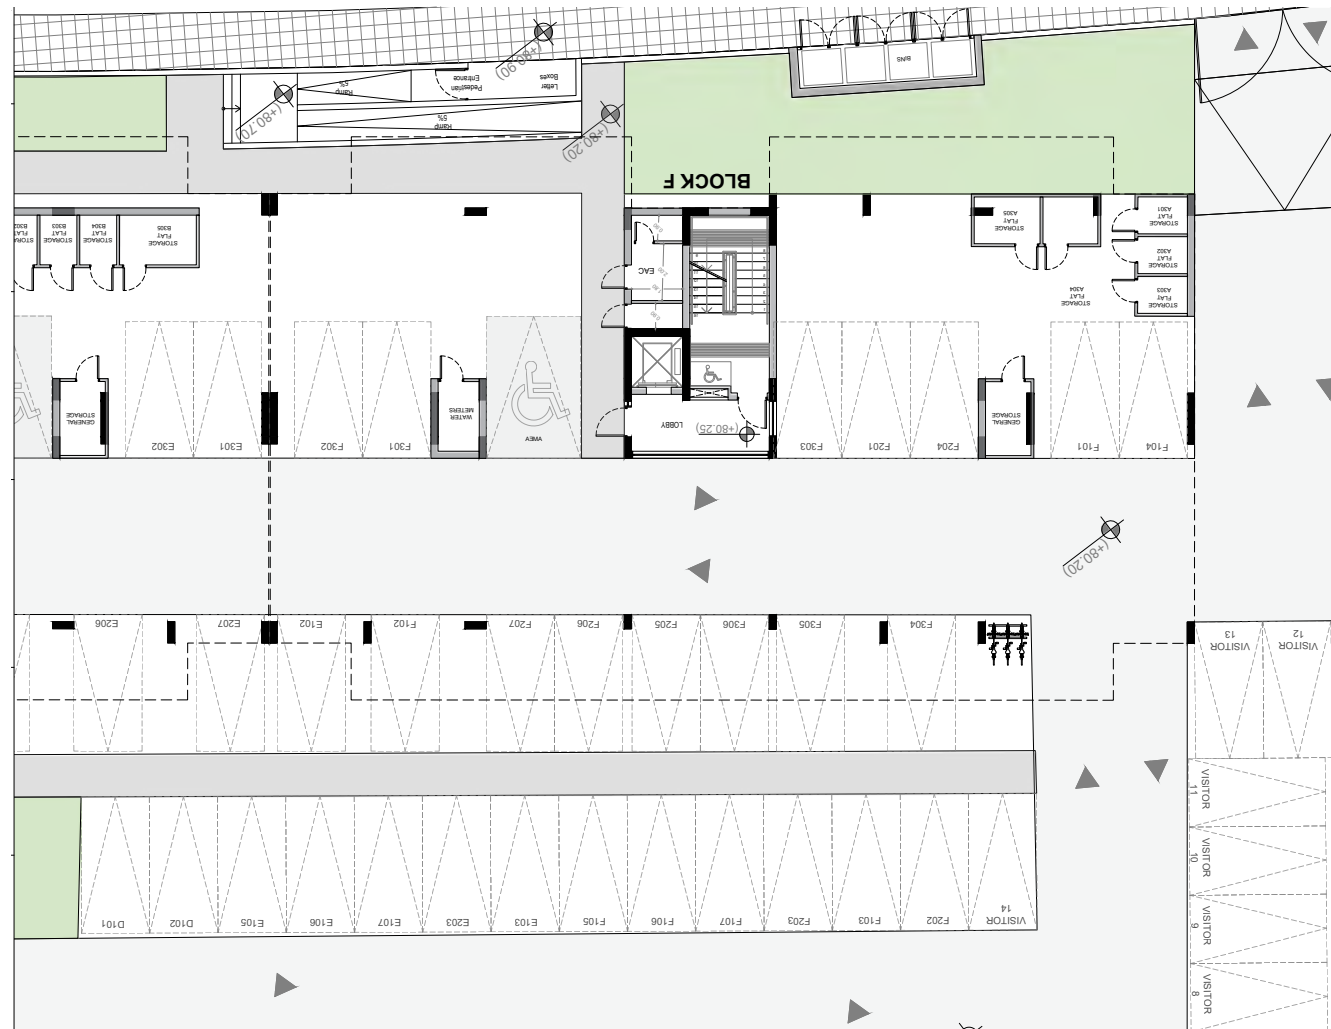 BINS
(+80.90)
Letter
Boxes
Pedestrian
Entrance
Ramp
5%
Ramp
5%
(+80.70)
(+80.20)
BLOCK F
STORAGE
FLAT
B302
STORAGE
FLAT
B303
STORAGE
FLAT
B304
STORAGE
FLAT
B305
EAC
STORAGE
FLAT
A305
STORAGE
FLAT
A304
STORAGE
FLAT
A301
STORAGE
FLAT
A302
STORAGE
FLAT
A303
GENERAL
STORAGE
E302
E301
F302
F301
WATER
METERS
AMEA
LOBBY
(+80.25)
F303
F201
F204
GENERAL
STORAGE
F101
F104
(+80.20)
E206
E207
E102
F102
F207
F206
F205
F306
F305
F304
VISITOR
13
VISITOR
12
VISITOR
11
VISITOR
10
VISITOR
9
VISITOR
8
D101
D102
E105
E106
E107
E203
E103
F105
F106
F107
F203
F103
F202
VISITOR
14